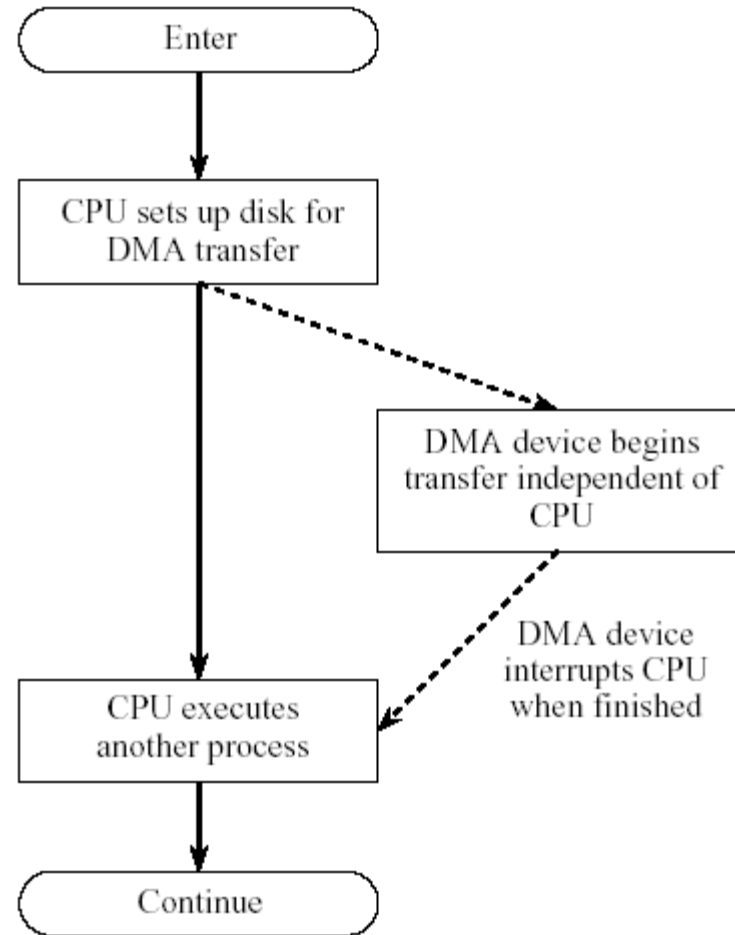 Enter
CPU sets up disk for
DMA transfer
DMA device begins
transfer independent of
CPU
DMA device
interrupts CPU
when finished
CPU executes
another process
Continue